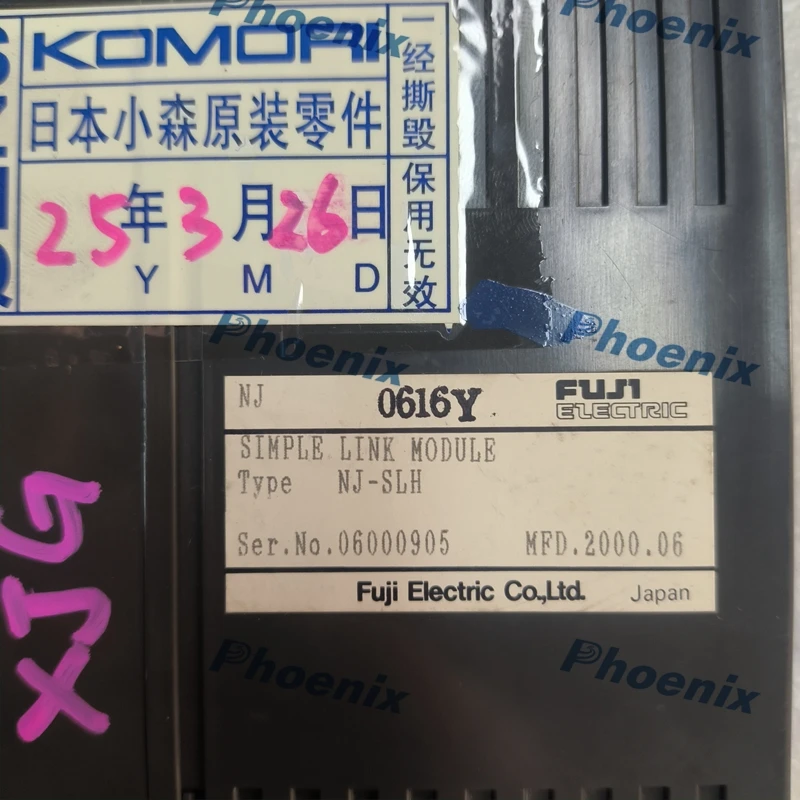 Phoenix
Phoenix
KOMORI
日本小森原装零件
25年3月26日
Y M D
一经撕毁
保用无效
Phoenix
Phoenix
NJ 0616Y FUJI ELECTRIC
SIMPLE LINK MODULE
Type NJ-SLH
Ser.No.06000905 MFD.2000.06
Fuji Electric Co.,Ltd. Japan
XJG
Phoenix
Phoenix